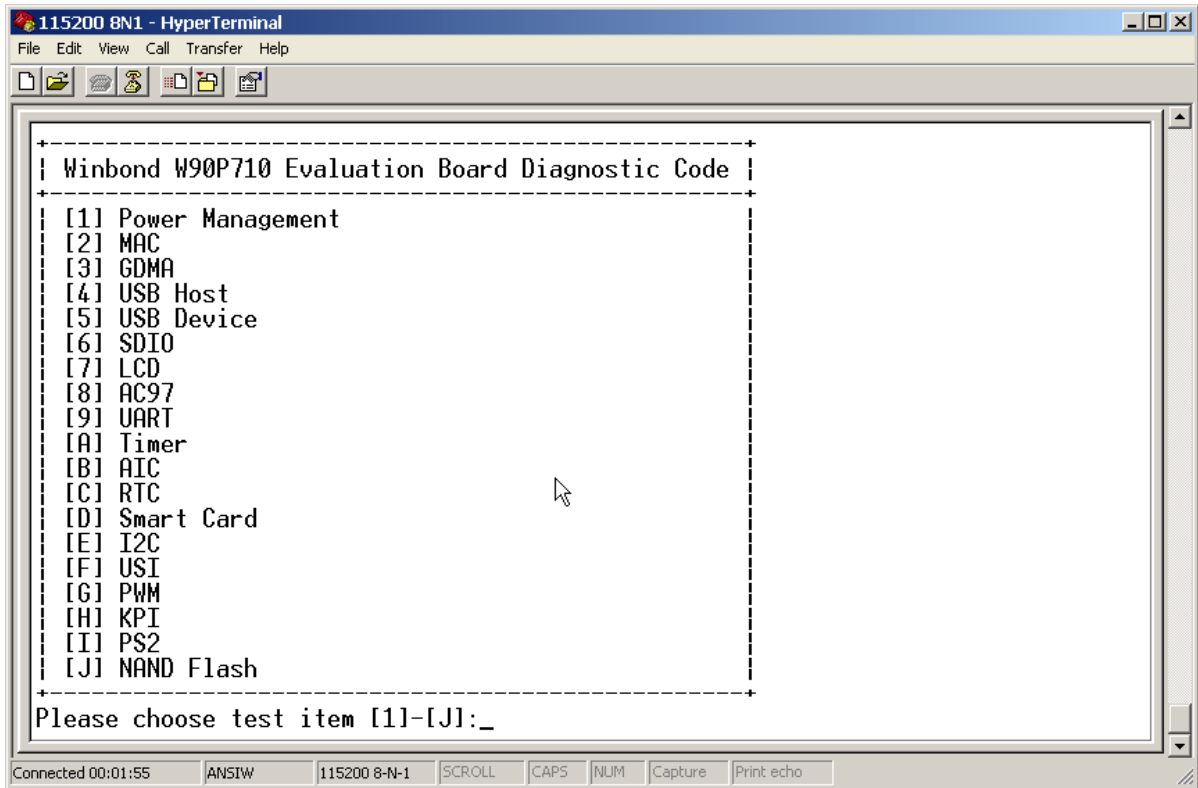 115200 8N1 - HyperTerminal
File Edit View Call Transfer Help
Winbond W90P710 Evaluation Board Diagnostic Code
[1] Power Management
[2] MAC
[3] GDMA
[4] USB Host
[5] USB Device
[6] SDIO
[7] LCD
[8] AC97
[9] UART
[A] Timer
[B] AIC
[C] RTC
[D] Smart Card
[E] I2C
[F] USI
[G] PWM
[H] KPI
[I] PS2
[J] NAND Flash
Please choose test item [1]-[J]:_
Connected 00:01:55 ANSIW 115200 8-N-1 SCROLL CAPS NUM Capture Print echo